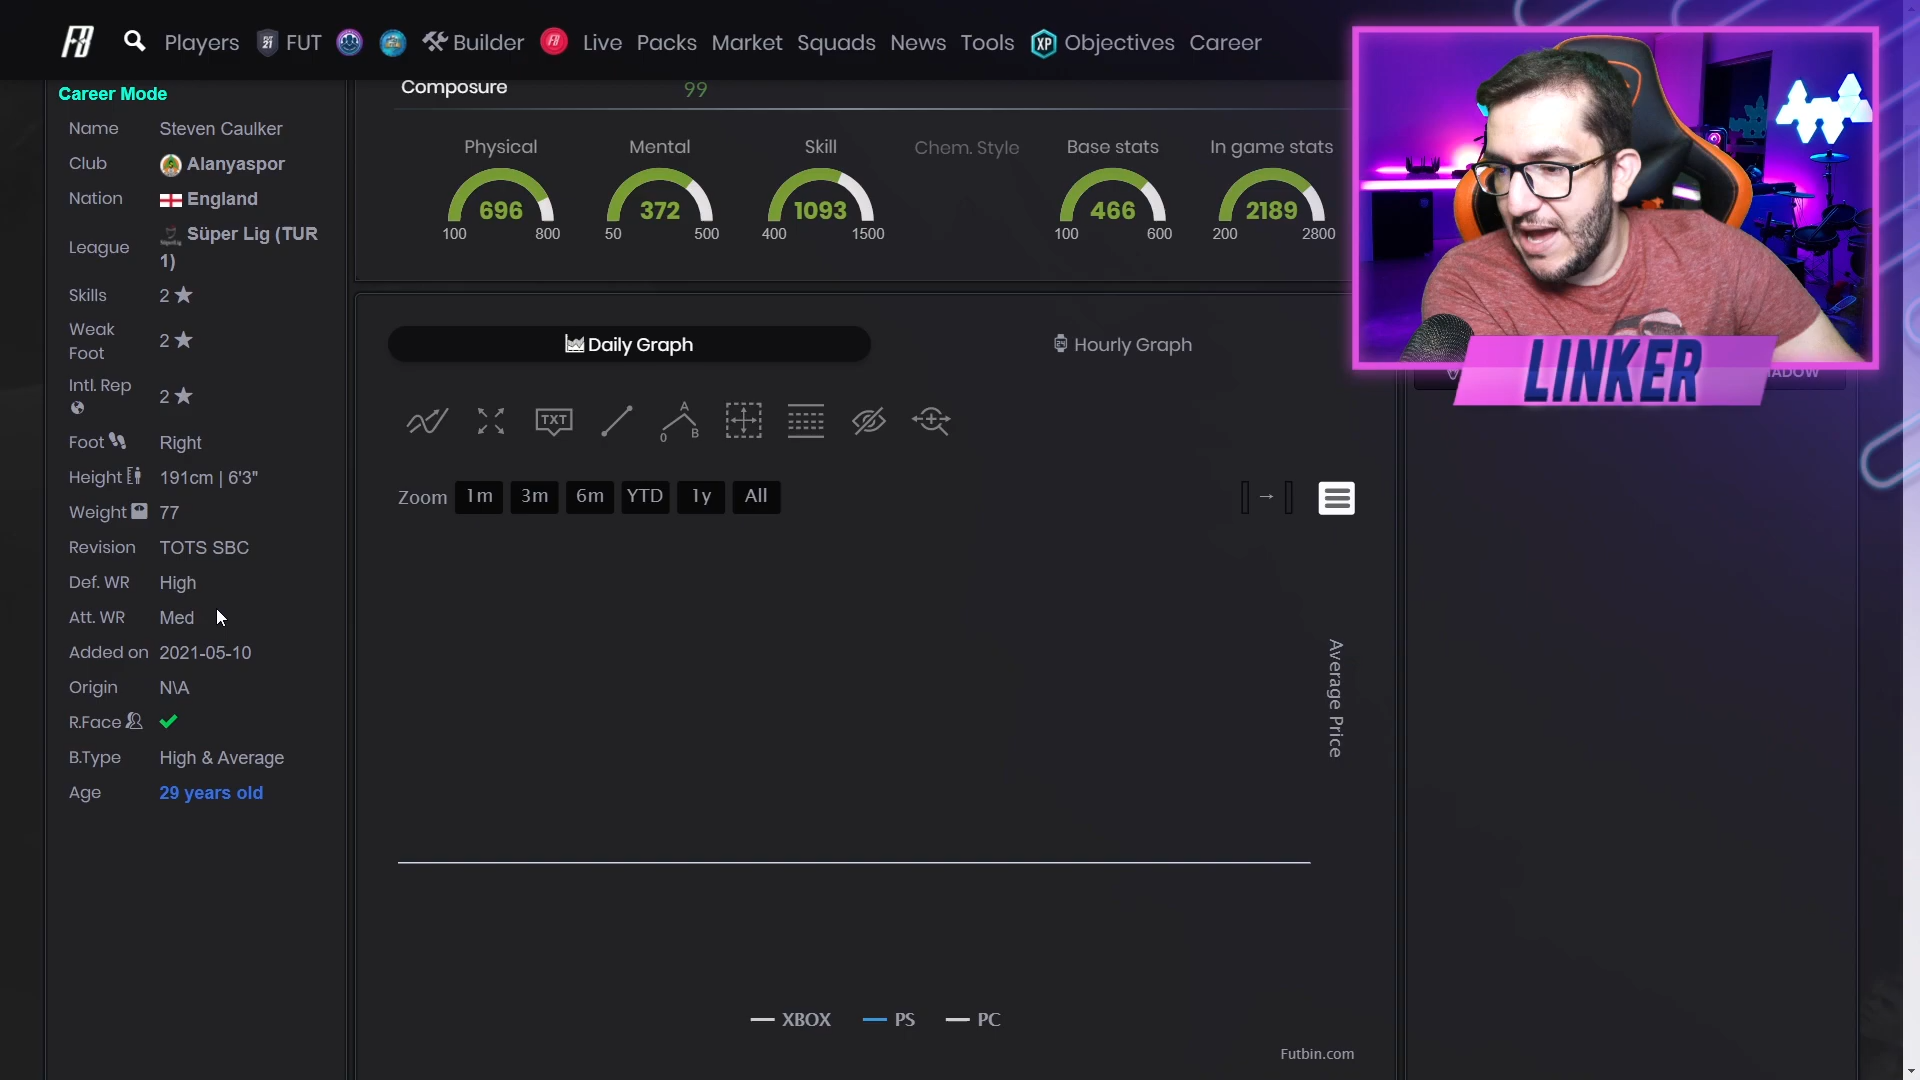 Players FUT Builder Live Packs Market Squads News Tools XP Objectives Career
Career Mode
Name Steven Caulker
Club Alanyaspor
Nation England
League Süper Lig (TUR 1)
Skills 2
Weak Foot 2
Intl. Rep 2
Foot Right
Height 191cm | 6'3"
Weight 77
Revision TOTS SBC
Def. WR High
Att. WR Med
Added on 2021-05-10
Origin N\A
R.Face
B.Type High & Average
Age 29 years old
Composure 99
Physical Mental Skill Chem. Style Base stats In game stats
696 372 1093 466 2189
100 800 50 500 400 1500 100 600 200 2800
Daily Graph Hourly Graph
TXT A 0 B
Zoom 1m 3m 6m YTD 1y All →
Average Price
XBOX PS PC
Futbin.com
LINKER